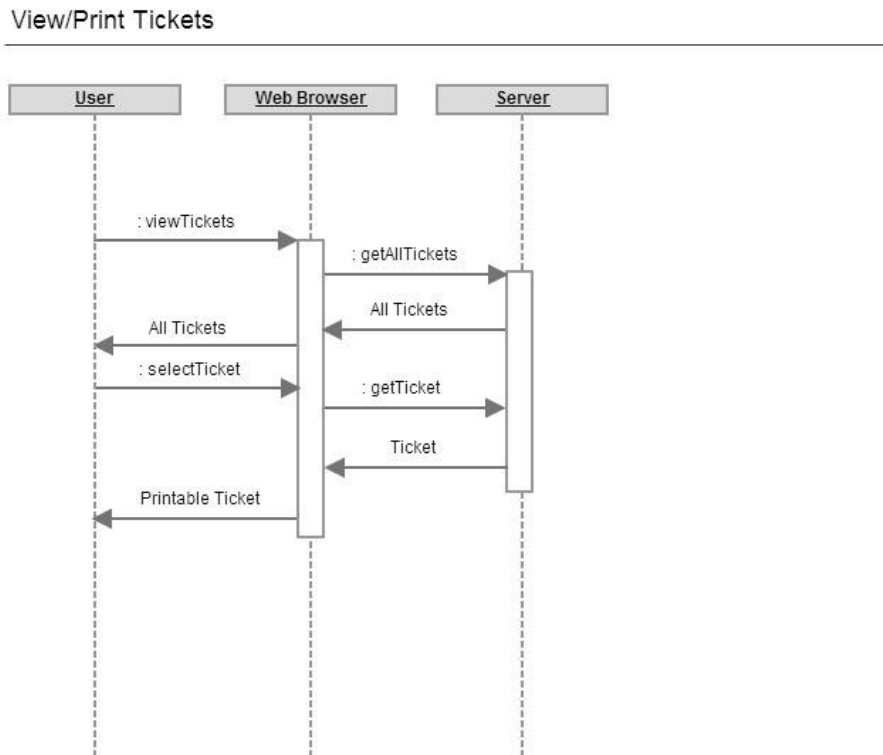 View/Print Tickets
User
Web Browser
Server
: viewTickets
: getAllTickets
All Tickets
All Tickets
: selectTicket
: getTicket
Ticket
Printable Ticket